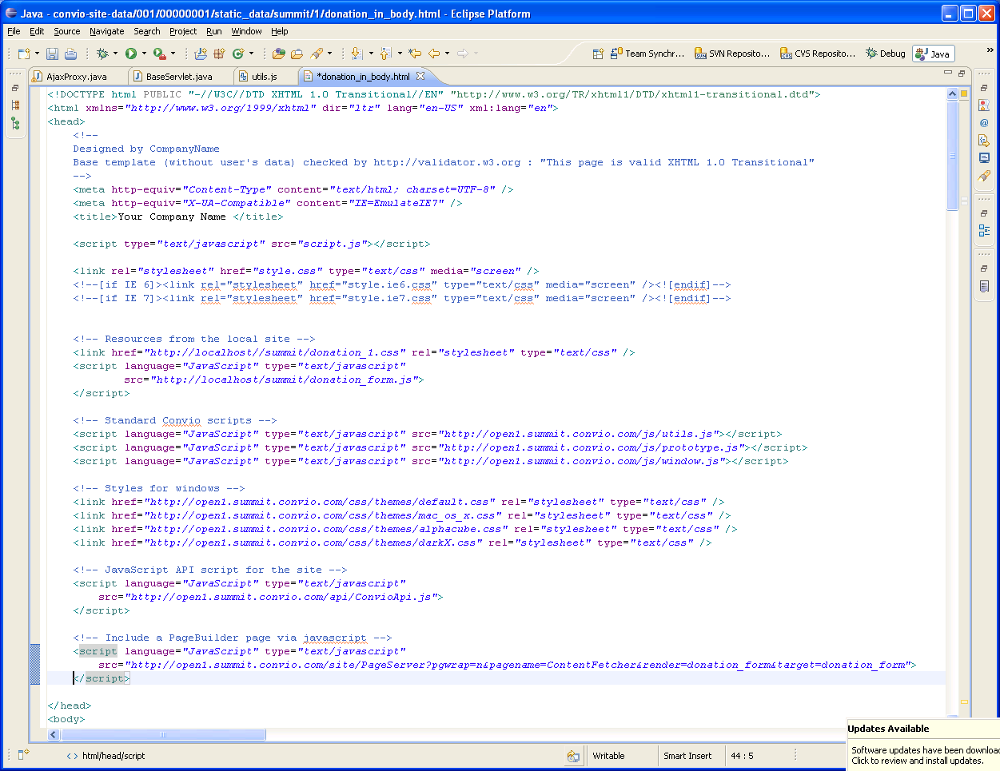 Java - convio-site-data/001/00000001/static_data/summit/1/donation_in_body.html - Eclipse Platform
File Edit Source Navigate Search Project Run Window Help
Team Synchr... SVN Reposito... CVS Reposito... Debug Java »
AjaxProxy.java BaseServlet.java utils.js *donation_in_body.html
<!DOCTYPE html PUBLIC "-//W3C//DTD XHTML 1.0 Transitional//EN" "http://www.w3.org/TR/xhtml1/DTD/xhtml1-transitional.dtd">
<html xmlns="http://www.w3.org/1999/xhtml" dir="ltr" lang="en-US" xml:lang="en">
<head>
    <!--
    Designed by CompanyName
    Base template (without user's data) checked by http://validator.w3.org : "This page is valid XHTML 1.0 Transitional"
    -->
    <meta http-equiv="Content-Type" content="text/html; charset=UTF-8" />
    <meta http-equiv="X-UA-Compatible" content="IE=EmulateIE7" />
    <title>Your Company Name </title>
    <script type="text/javascript" src="script.js"></script>
    <link rel="stylesheet" href="style.css" type="text/css" media="screen" />
    <!--[if IE 6]><link rel="stylesheet" href="style.ie6.css" type="text/css" media="screen" /><![endif]-->
    <!--[if IE 7]><link rel="stylesheet" href="style.ie7.css" type="text/css" media="screen" /><![endif]-->
    <!-- Resources from the local site -->
    <link href="http://localhost//summit/donation_1.css" rel="stylesheet" type="text/css" />
    <script language="JavaScript" type="text/javascript"
            src="http://localhost/summit/donation_form.js">
    </script>
    <!-- Standard Convio scripts -->
    <script language="JavaScript" type="text/javascript" src="http://open1.summit.convio.com/js/utils.js"></script>
    <script language="JavaScript" type="text/javascript" src="http://open1.summit.convio.com/js/prototype.js"></script>
    <script language="JavaScript" type="text/javascript" src="http://open1.summit.convio.com/js/window.js"></script>
    <!-- Styles for windows -->
    <link href="http://open1.summit.convio.com/css/themes/default.css" rel="stylesheet" type="text/css" />
    <link href="http://open1.summit.convio.com/css/themes/mac_os_x.css" rel="stylesheet" type="text/css" />
    <link href="http://open1.summit.convio.com/css/themes/alphacube.css" rel="stylesheet" type="text/css" />
    <link href="http://open1.summit.convio.com/css/themes/darkX.css" rel="stylesheet" type="text/css" />
    <!-- JavaScript API script for the site -->
    <script language="JavaScript" type="text/javascript"
        src="http://open1.summit.convio.com/api/ConvioApi.js">
    </script>
    <!-- Include a PageBuilder page via javascript -->
    <script language="JavaScript" type="text/javascript"
        src="http://open1.summit.convio.com/site/PageServer?pgwrap=n&pagename=ContentFetcher&render=donation_form&target=donation_form">
    </script>
</head>
<body>
Updates Available
Software updates have been downloa
Click to review and install updates.
<> html/head/script Writable Smart Insert 44 : 5